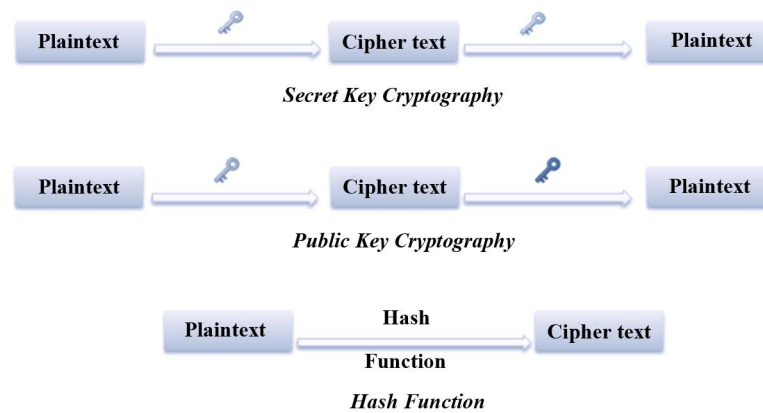 Plaintext Cipher text Plaintext
Secret Key Cryptography
Plaintext Cipher text Plaintext
Public Key Cryptography
Hash
Plaintext Cipher text
Function
Hash Function